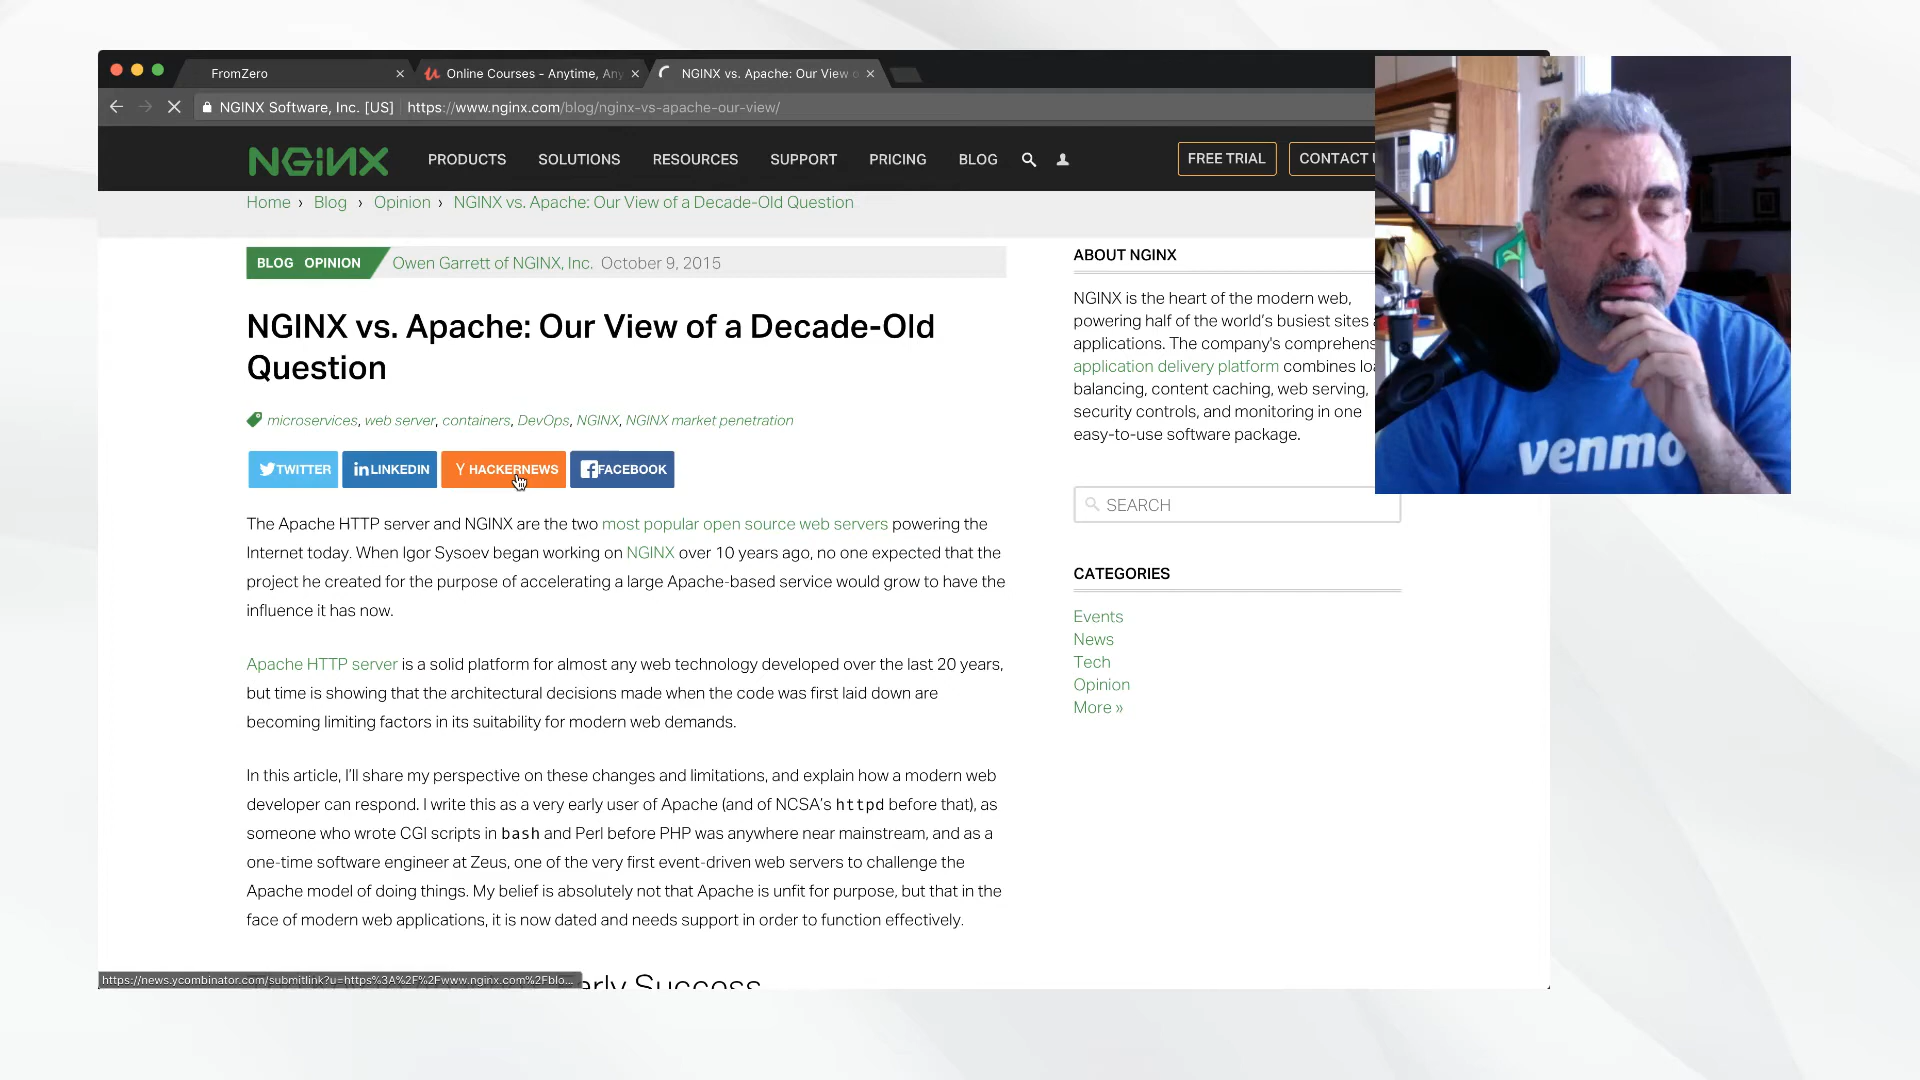 FromZero
Online Courses - Anytime, Any
NGINX vs. Apache: Our View o
NGINX Software, Inc. [US] https://www.nginx.com/blog/nginx-vs-apache-our-view/
NGINX PRODUCTS SOLUTIONS RESOURCES SUPPORT PRICING BLOG FREE TRIAL CONTACT U
Home › Blog › Opinion › NGINX vs. Apache: Our View of a Decade-Old Question
BLOG OPINION Owen Garrett of NGINX, Inc. October 9, 2015
NGINX vs. Apache: Our View of a Decade-Old
Question
microservices, web server, containers, DevOps, NGINX, NGINX market penetration
TWITTER in LINKEDIN Y HACKERNEWS FACEBOOK
The Apache HTTP server and NGINX are the two most popular open source web servers powering the
Internet today. When Igor Sysoev began working on NGINX over 10 years ago, no one expected that the
project he created for the purpose of accelerating a large Apache-based service would grow to have the
influence it has now.
Apache HTTP server is a solid platform for almost any web technology developed over the last 20 years,
but time is showing that the architectural decisions made when the code was first laid down are
becoming limiting factors in its suitability for modern web demands.
In this article, I'll share my perspective on these changes and limitations, and explain how a modern web
developer can respond. I write this as a very early user of Apache (and of NCSA's httpd before that), as
someone who wrote CGI scripts in bash and Perl before PHP was anywhere near mainstream, and as a
one-time software engineer at Zeus, one of the very first event-driven web servers to challenge the
Apache model of doing things. My belief is absolutely not that Apache is unfit for purpose, but that in the
face of modern web applications, it is now dated and needs support in order to function effectively.
arly Success
https://news.ycombinator.com/submitlink?u=https%3A%2F%2Fwww.nginx.com%2Fblo...
ABOUT NGINX
NGINX is the heart of the modern web,
powering half of the world's busiest sites
applications. The company's comprehens
application delivery platform combines loa
balancing, content caching, web serving,
security controls, and monitoring in one
easy-to-use software package.
SEARCH
CATEGORIES
Events
News
Tech
Opinion
More »
venmo